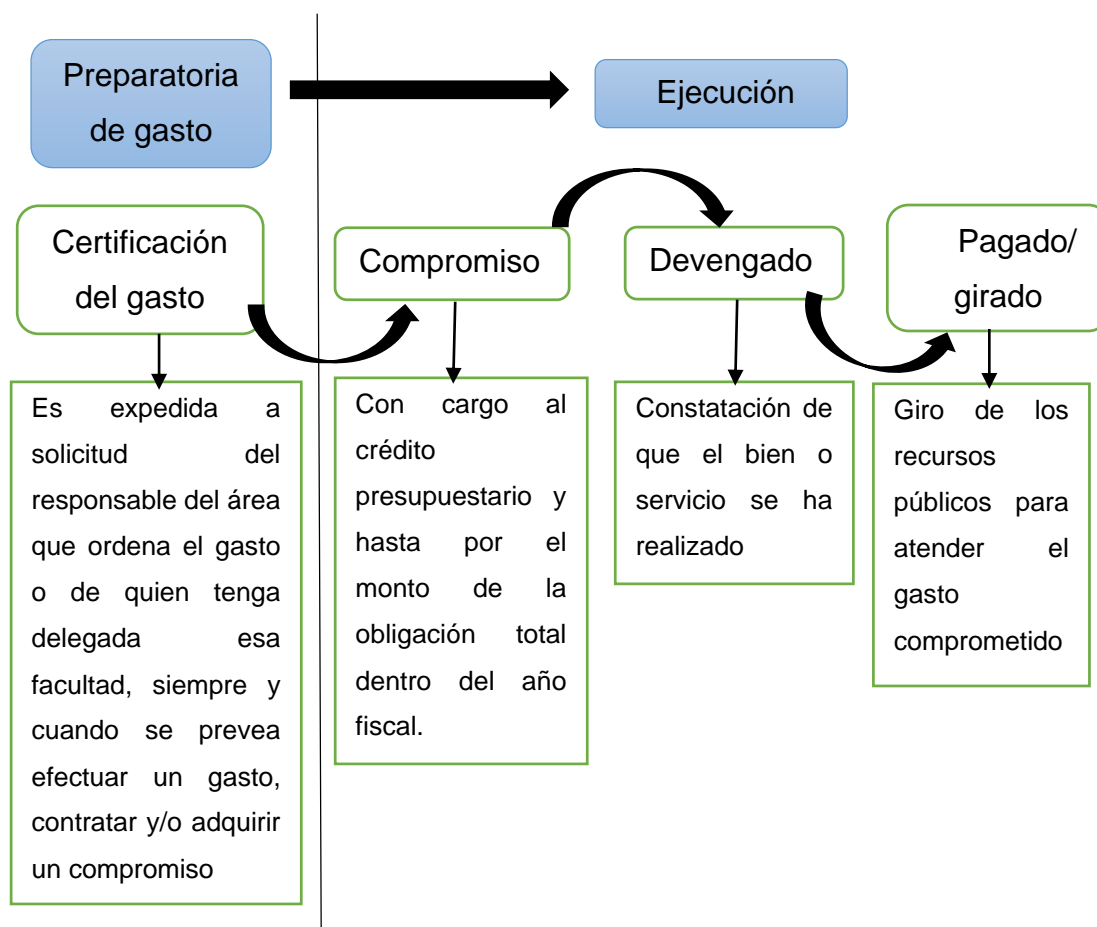 Preparatoria
de gasto
Ejecución
Certificación
del gasto
Compromiso
Devengado
Pagado/
girado
Es expedida a
solicitud del
responsable del área
que ordena el gasto
o de quien tenga
delegada esa
facultad, siempre y
cuando se prevea
efectuar un gasto,
contratar y/o adquirir
un compromiso
Con cargo al
crédito
presupuestario y
hasta por el
monto de la
obligación total
dentro del año
fiscal.
Constatación de
que el bien o
servicio se ha
realizado
Giro de los
recursos
públicos para
atender el
gasto
comprometido